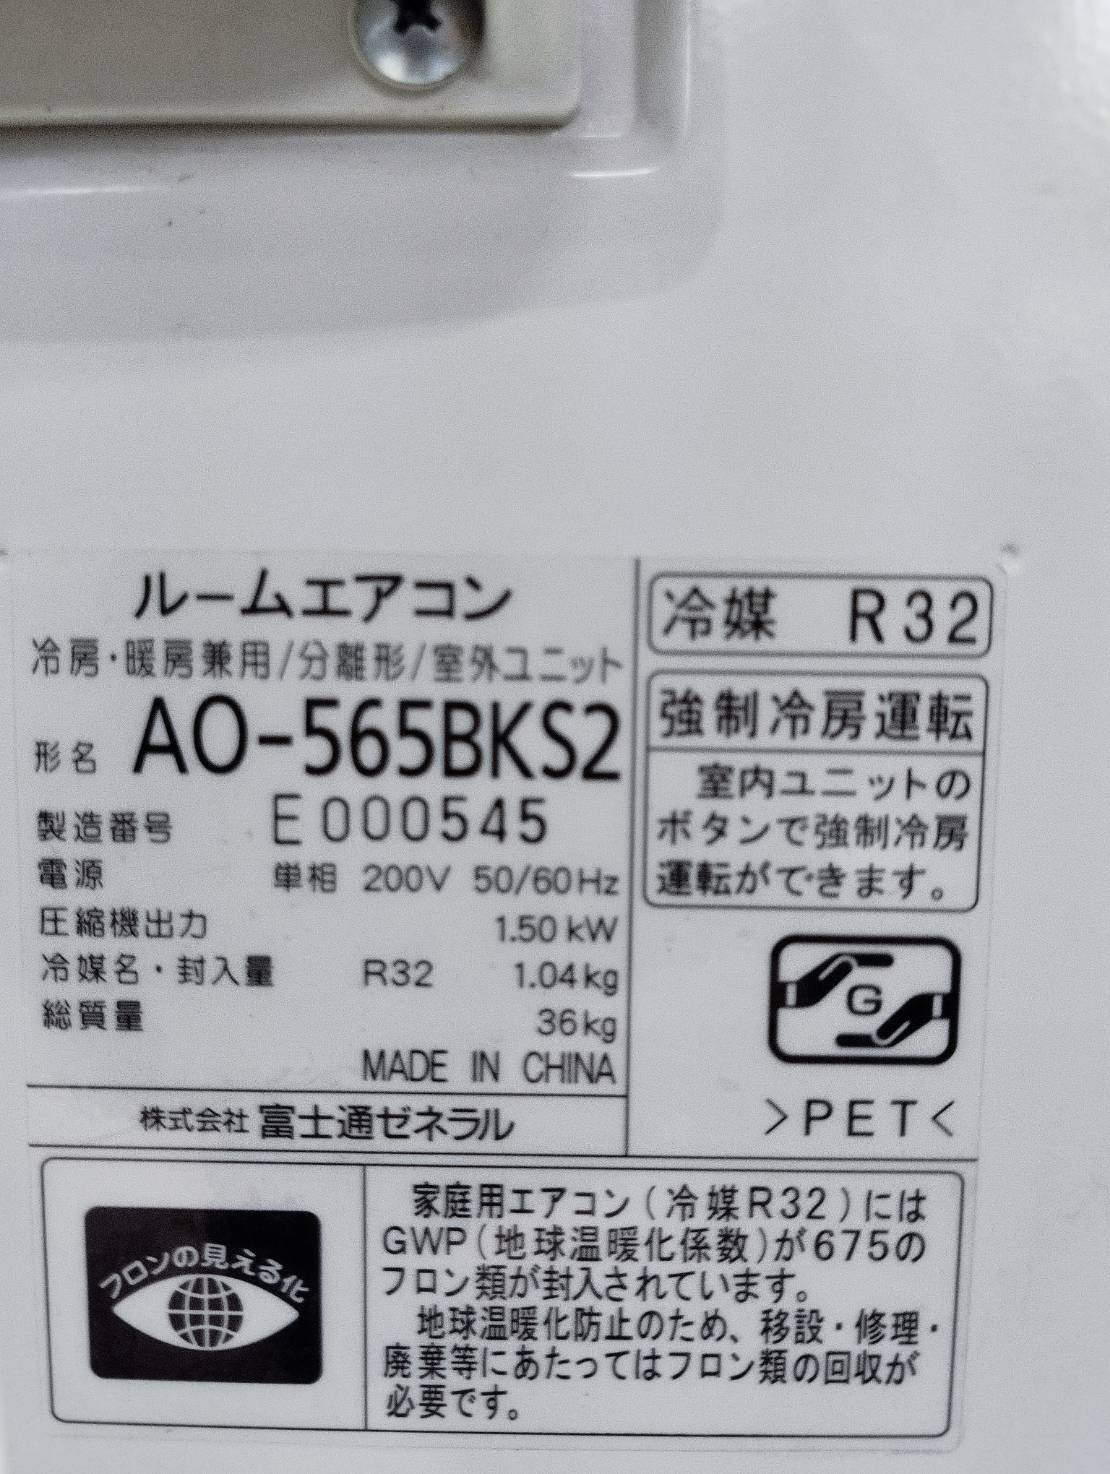 ルームエアコン
冷房・暖房兼用/分離形/室外ユニット
形名 AO-565BKS2
製造番号 E000545
電源 単相 200V 50/60Hz
圧縮機出力 1.50kW
冷媒名・封入量 R32 1.04kg
総質量 36kg
MADE IN CHINA
株式会社 富士通ゼネラル
冷媒 R32
強制冷房運転
室内ユニットの
ボタンで強制冷房
運転ができます。
G
>PET<
フロンの見える化
家庭用エアコン(冷媒R32)には
GWP(地球温暖化係数)が675の
フロン類が封入されています。
地球温暖化防止のため、移設・修理・
廃棄等にあたってはフロン類の回収が
必要です。